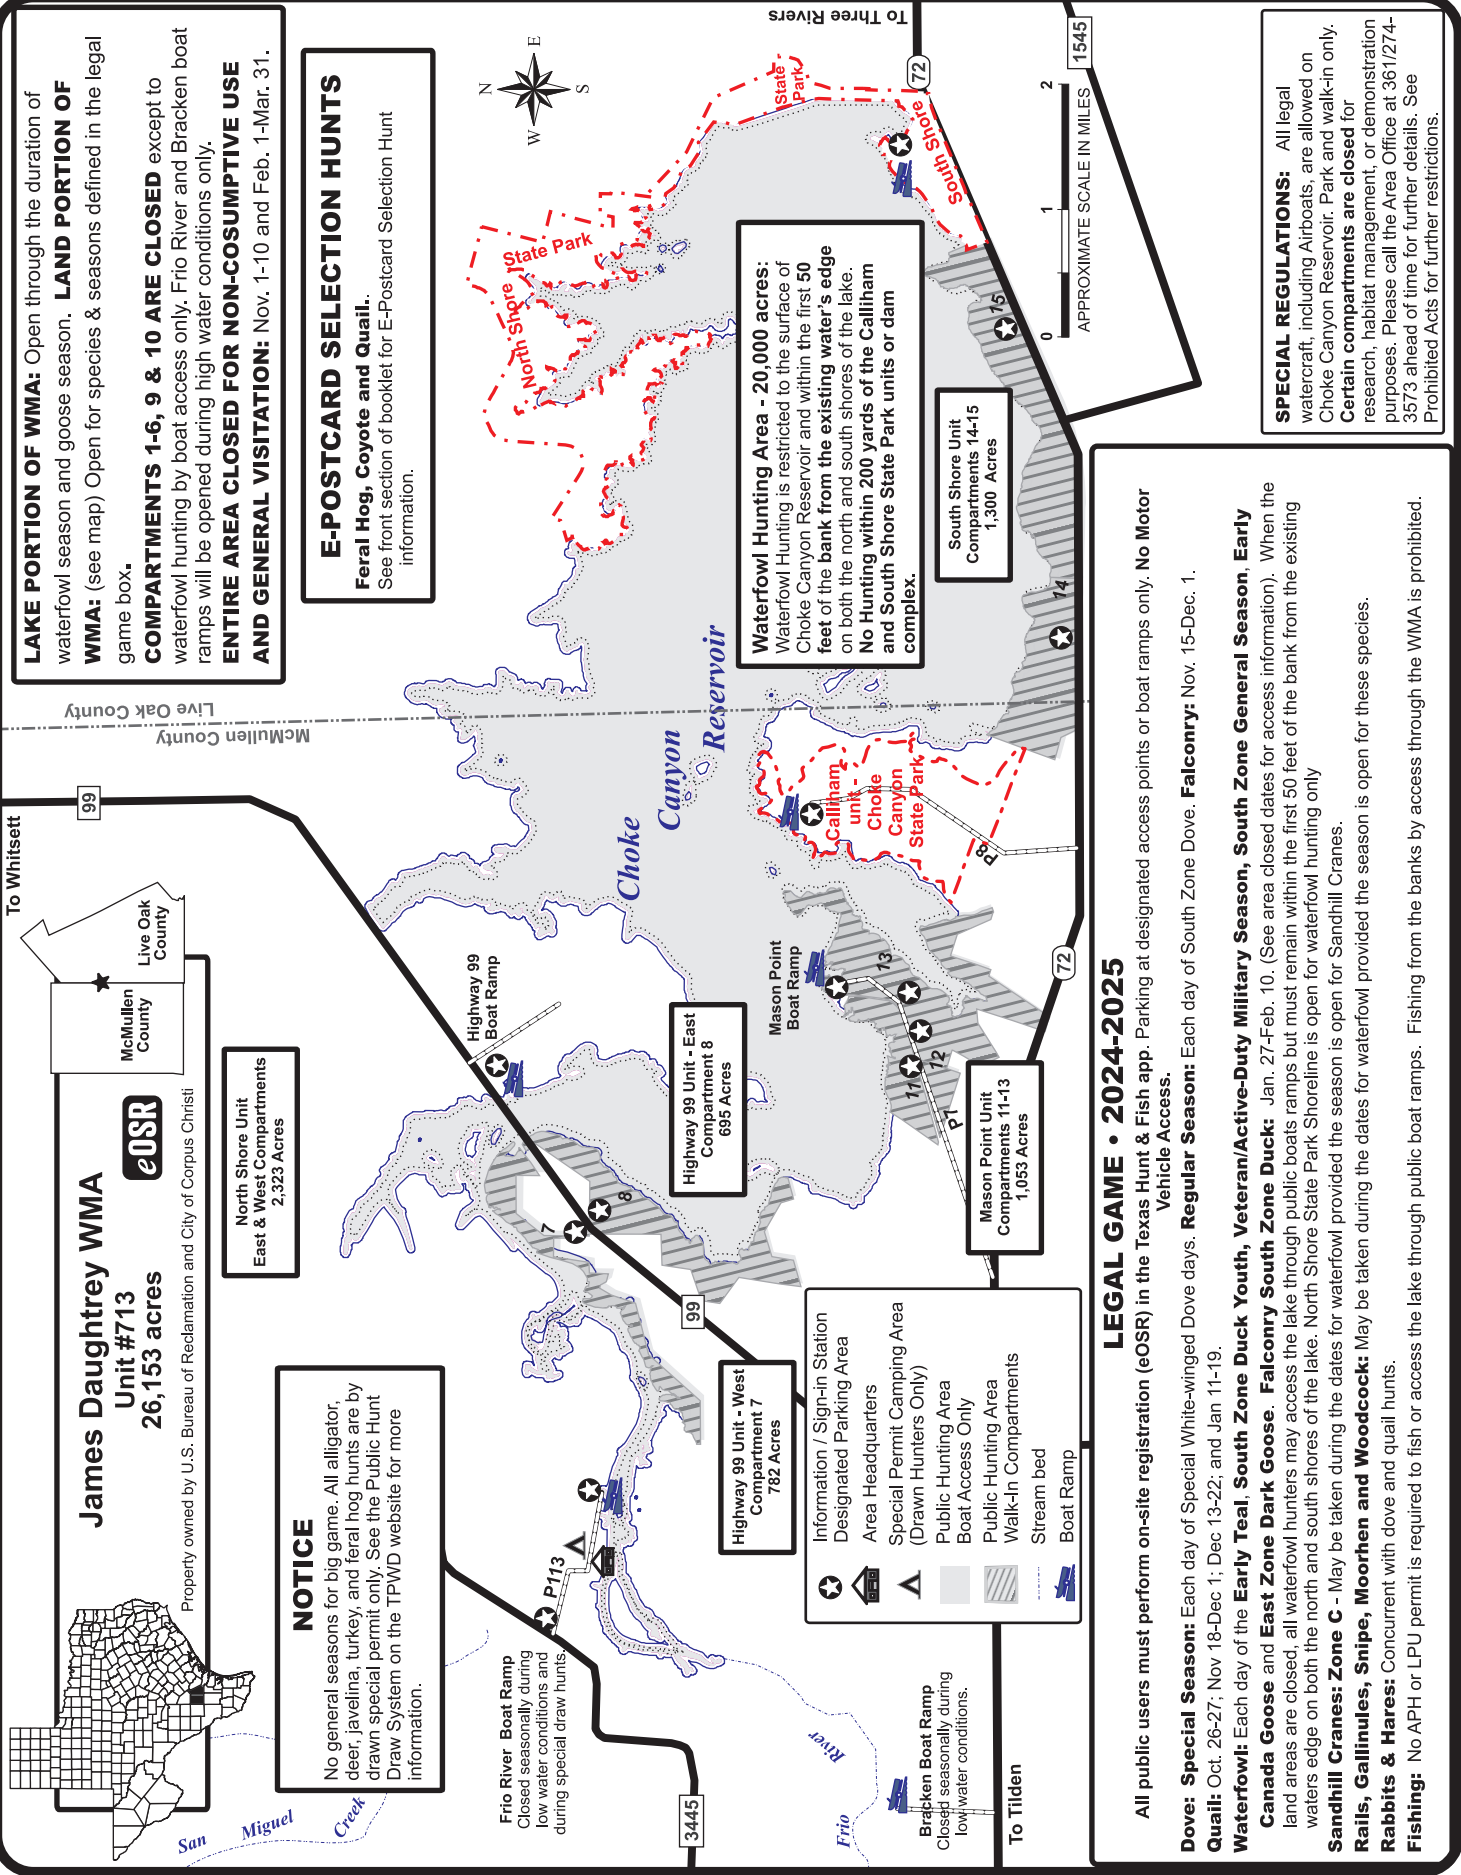 James Daughtrey WMA
Unit #713
26,153 acres
eOSR
Property owned by U.S. Bureau of Reclamation and City of Corpus Christi
McMullen
County
Live Oak
County
To Whitsett
LAKE PORTION OF WMA: Open through the duration of
waterfowl season and goose season. LAND PORTION OF
WMA: (see map) Open for species & seasons defined in the legal
game box.
COMPARTMENTS 1-6, 9 & 10 ARE CLOSED except to
waterfowl hunting by boat access only. Frio River and Bracken boat
ramps will be opened during high water conditions only.
ENTIRE AREA CLOSED FOR NON-COSUMPTIVE USE
AND GENERAL VISITATION: Nov. 1-10 and Feb. 1-Mar. 31.
E-POSTCARD SELECTION HUNTS
Feral Hog, Coyote and Quail..
See front section of booklet for E-Postcard Selection Hunt
information.
N
E
S
W
NOTICE
No general seasons for big game. All alligator,
deer, javelina, turkey, and feral hog hunts are by
drawn special permit only. See the Public Hunt
Draw System on the TPWD website for more
information.
North Shore Unit
East & West Compartments
2,323 Acres
San
Miguel
Creek
99
McMullen County
Live Oak County
North Shore
State Park
State
Park
South Shore
To Three Rivers
72
1545
Highway 99
Boat Ramp
Choke
Canyon
Reservoir
Frio River Boat Ramp
Closed seasonally during
low water conditions and
during special draw hunts.
P113
7
8
99
3445
Highway 99 Unit - East
Compartment 8
695 Acres
Highway 99 Unit - West
Compartment 7
782 Acres
Mason Point
Boat Ramp
13
12
11
P7
Mason Point Unit
Compartments 11-13
1,053 Acres
Calliham
unit -
Choke
Canyon
State Park
P8
72
Waterfowl Hunting Area - 20,000 acres:
Waterfowl Hunting is restricted to the surface of
Choke Canyon Reservoir and within the first 50
feet of the bank from the existing water's edge
on both the north and south shores of the lake.
No Hunting within 200 yards of the Calliham
and South Shore State Park units or dam
complex.
South Shore Unit
Compartments 14-15
1,300 Acres
14
15
0
1
2
APPROXIMATE SCALE IN MILES
Frio
River
Bracken Boat Ramp
Closed seasonally during
low water conditions.
To Tilden
Information / Sign-in Station
Designated Parking Area
Area Headquarters
Special Permit Camping Area
(Drawn Hunters Only)
Public Hunting Area
Boat Access Only
Public Hunting Area
Walk-In Compartments
Stream bed
Boat Ramp
SPECIAL REGULATIONS: All legal
watercraft, including Airboats, are allowed on
Choke Canyon Reservoir. Park and walk-in only.
Certain compartments are closed for
research, habitat management, or demonstration
purposes. Please call the Area Office at 361/274-
3573 ahead of time for further details. See
Prohibited Acts for further restrictions.
LEGAL GAME • 2024-2025
All public users must perform on-site registration (eOSR) in the Texas Hunt & Fish app. Parking at designated access points or boat ramps only. No Motor
Vehicle Access.
Dove: Special Season: Each day of Special White-winged Dove days. Regular Season: Each day of South Zone Dove. Falconry: Nov. 15-Dec. 1.
Quail: Oct. 26-27; Nov 18-Dec 1; Dec 13-22; and Jan 11-19.
Waterfowl: Each day of the Early Teal, South Zone Duck Youth, Veteran/Active-Duty Military Season, South Zone General Season, Early
Canada Goose and East Zone Dark Goose. Falconry South Zone Duck: Jan. 27-Feb. 10. (See area closed dates for access information). When the
land areas are closed, all waterfowl hunters may access the lake through public boats ramps but must remain within the first 50 feet of the bank from the existing
waters edge on both the north and south shores of the lake. North Shore State Park Shoreline is open for waterfowl hunting only
Sandhill Cranes: Zone C - May be taken during the dates for waterfowl provided the season is open for Sandhill Cranes.
Rails, Gallinules, Snipe, Moorhen and Woodcock: May be taken during the dates for waterfowl provided the season is open for these species.
Rabbits & Hares: Concurrent with dove and quail hunts.
Fishing: No APH or LPU permit is required to fish or access the lake through public boat ramps. Fishing from the banks by access through the WMA is prohibited.